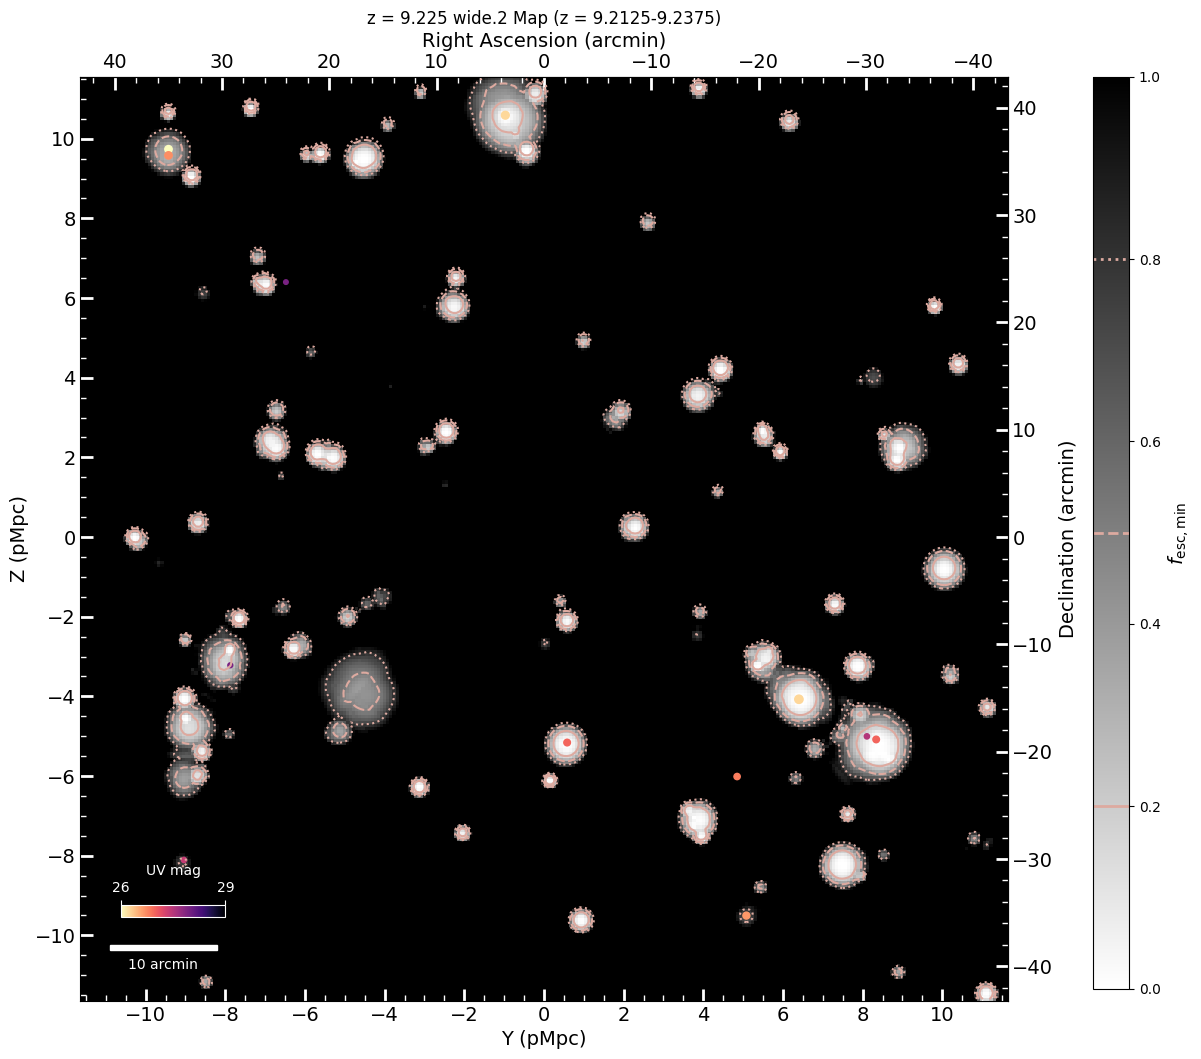 z = 9.225 wide.2 Map (z = 9.2125-9.2375)
Right Ascension (arcmin)
40 30 20 10 0 −10 −20 −30 −40
10
8
6
4
2
0
−2
−4
−6
−8
−10
Z (pMpc)
40
30
20
10
0
−10
−20
−30
−40
Declination (arcmin)
1.0
0.8
0.6
0.4
0.2
0.0
fesc, min
UV mag
26 29
10 arcmin
−10 −8 −6 −4 −2 0 2 4 6 8 10
Y (pMpc)